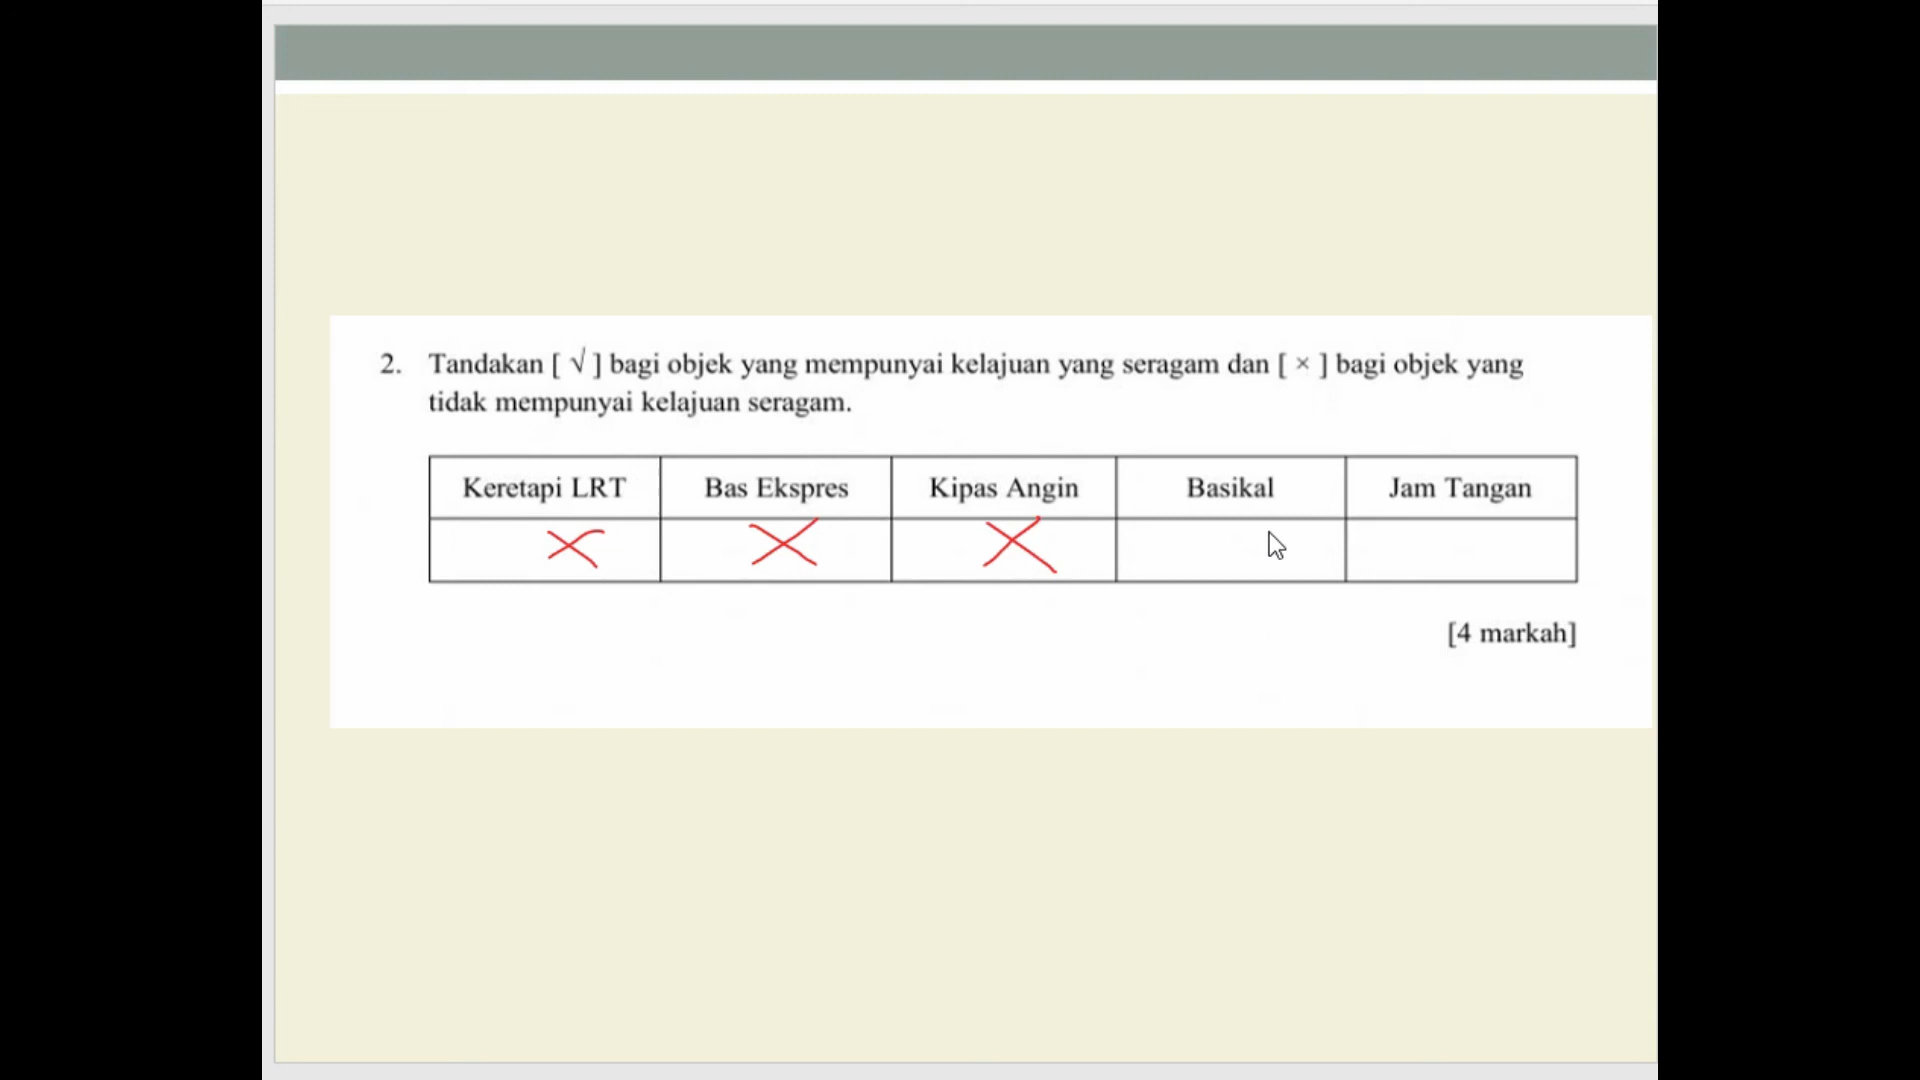 2. Tandakan [ √ ] bagi objek yang mempunyai kelajuan yang seragam dan [ × ] bagi objek yang
tidak mempunyai kelajuan seragam.
Keretapi LRT Bas Ekspres Kipas Angin Basikal Jam Tangan
× × ×
[4 markah]